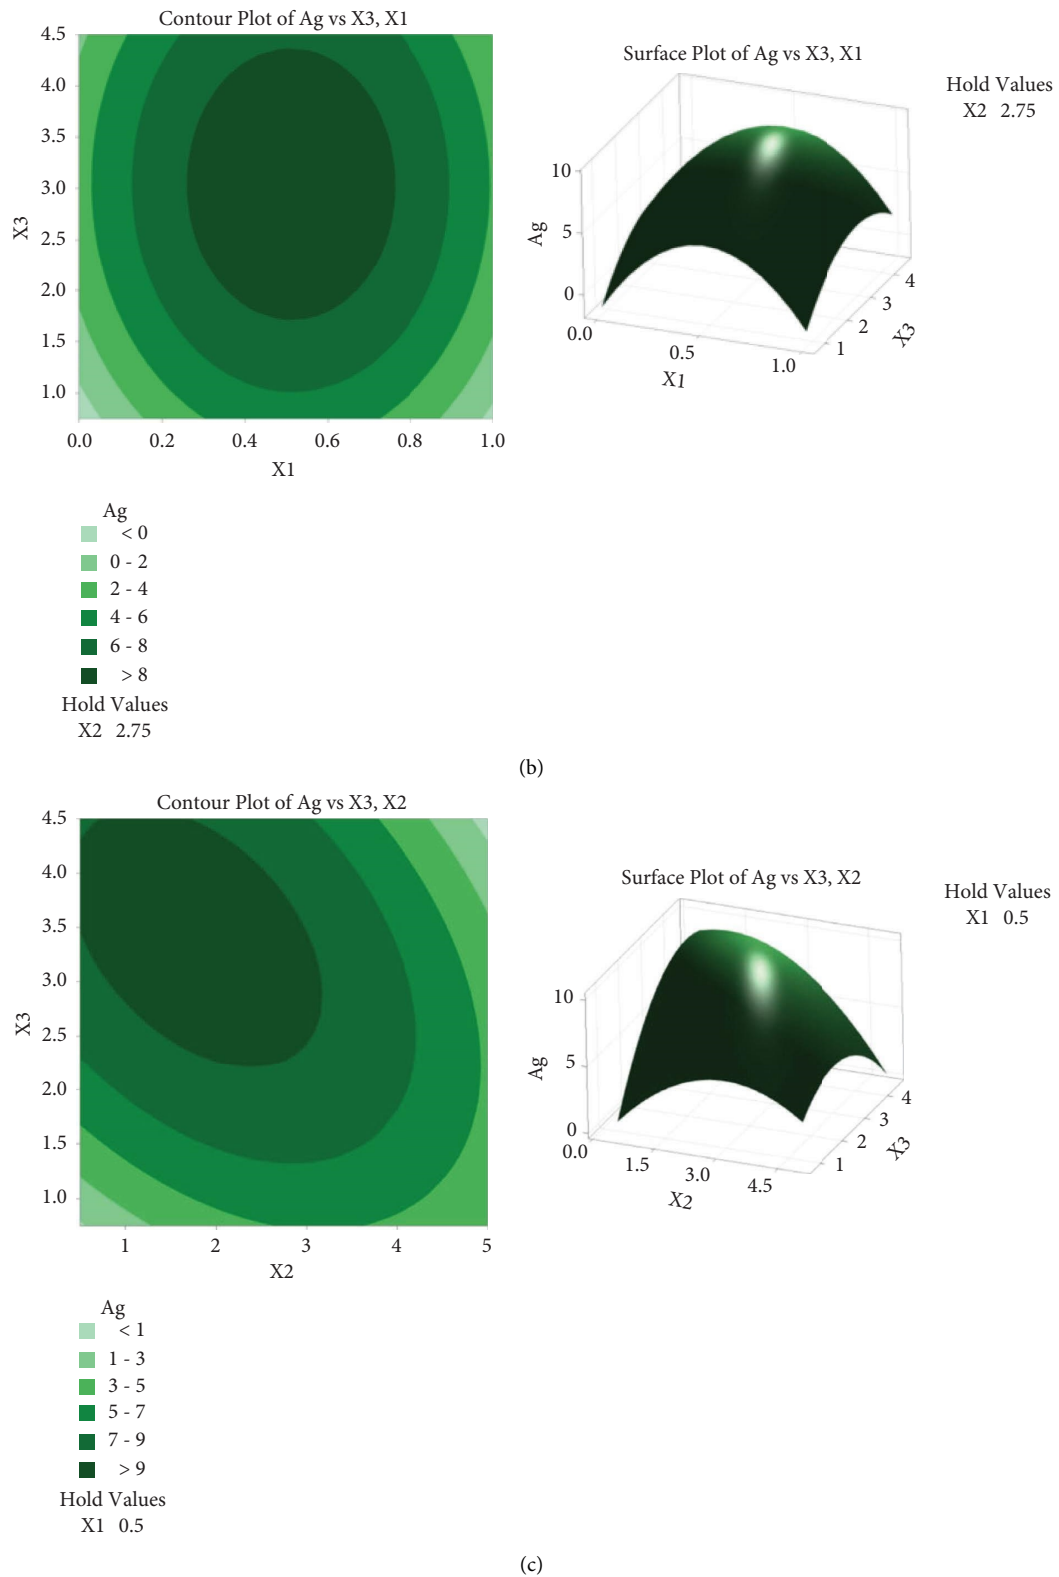 Contour Plot of Ag vs X3, X1
4.5
4.0
3.5
3.0
2.5
2.0
1.5
1.0
X3
0.0 0.2 0.4 0.6 0.8 1.0
X1
Ag
< 0
0 - 2
2 - 4
4 - 6
6 - 8
> 8
Hold Values
X2 2.75
Surface Plot of Ag vs X3, X1
Hold Values
X2 2.75
10
5
0
Ag
0.0 0.5 1.0
X1
1 2 3 4
X3
(b)
Contour Plot of Ag vs X3, X2
4.5
4.0
3.5
3.0
2.5
2.0
1.5
1.0
X3
1 2 3 4 5
X2
Ag
< 1
1 - 3
3 - 5
5 - 7
7 - 9
> 9
Hold Values
X1 0.5
Surface Plot of Ag vs X3, X2
Hold Values
X1 0.5
10
5
0
Ag
0.0 1.5 3.0 4.5
X2
1 2 3 4
X3
(c)